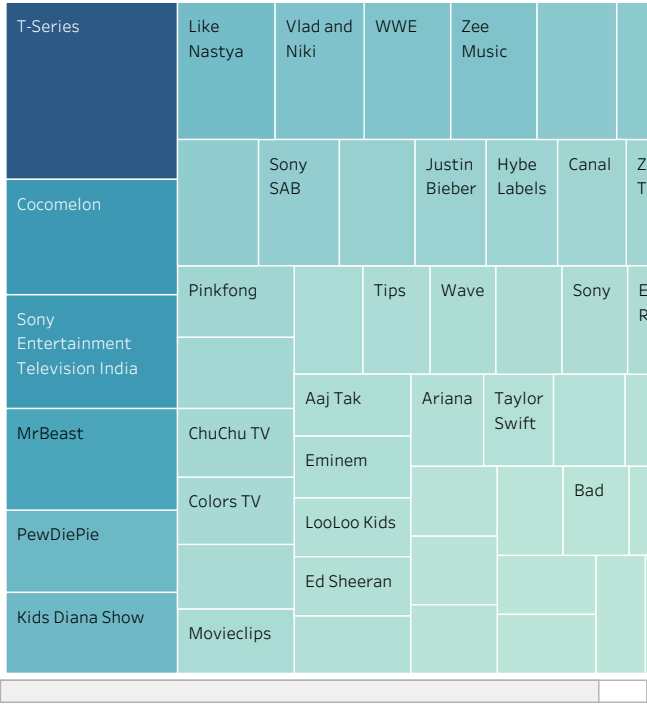 T-Series
Like
Nastya
Vlad and
Niki
WWE
Zee
Music
Sony
SAB
Justin
Bieber
Hybe
Labels
Canal
Z
T
Cocomelon
Sony
Entertainment
Television India
Pinkfong
Tips
Wave
Sony
E
R
MrBeast
ChuChu TV
Aaj Tak
Ariana
Taylor
Swift
Eminem
Colors TV
Bad
PewDiePie
LooLoo Kids
Ed Sheeran
Kids Diana Show
Movieclips